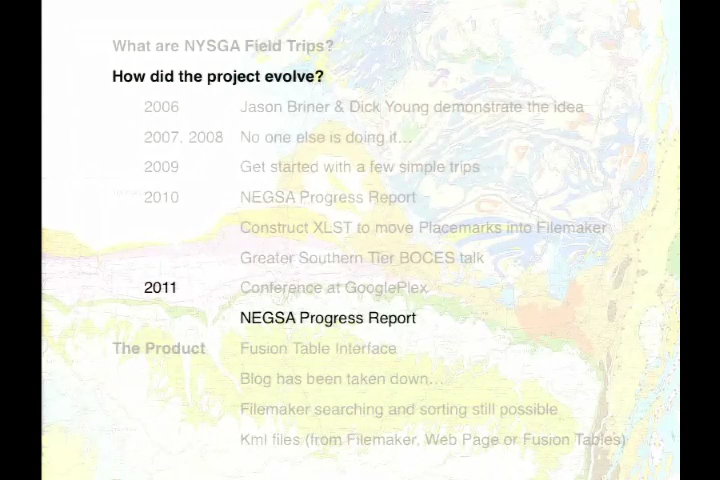 What are NYSGA Field Trips?
How did the project evolve?
2006 Jason Briner & Dick Young demonstrate the idea
2007, 2008 No one else is doing it…
2009 Get started with a few simple trips
2010 NEGSA Progress Report
Construct XLST to move Placemarks into Filemaker
Greater Southern Tier BOCES talk
2011 Conference at GooglePlex
NEGSA Progress Report
The Product Fusion Table Interface
Blog has been taken down…
Filemaker searching and sorting still possible
Kml files (from Filemaker, Web Page or Fusion Tables)